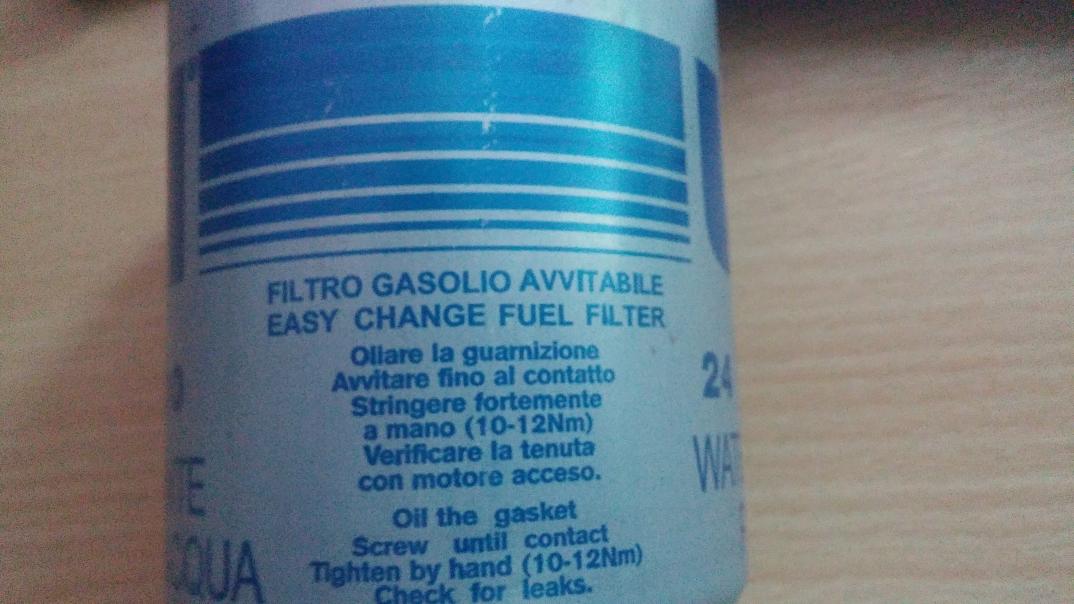 FILTRO GASOLIO AVVITABILE
EASY CHANGE FUEL FILTER
Oliare la guarnizione
Avvitare fino al contatto
Stringere fortemente
a mano (10-12Nm)
Verificare la tenuta
con motore acceso.
Oil the gasket
Screw until contact
Tighten by hand (10-12Nm)
Check for leaks.
24